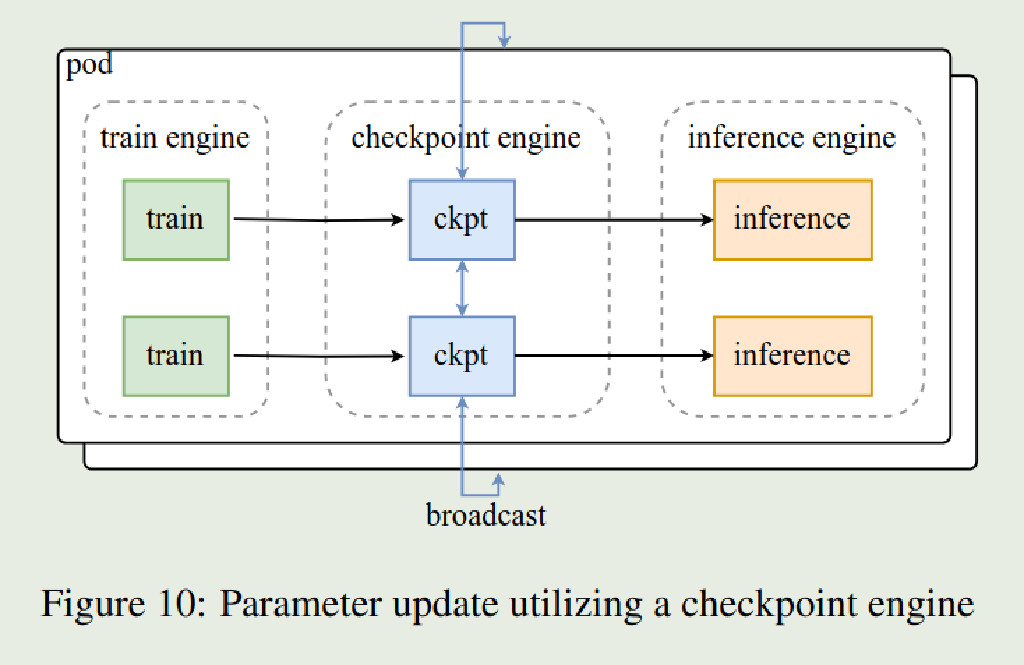 pod
train engine
checkpoint engine
inference engine
train
ckpt
inference
train
ckpt
inference
broadcast
Figure 10: Parameter update utilizing a checkpoint engine